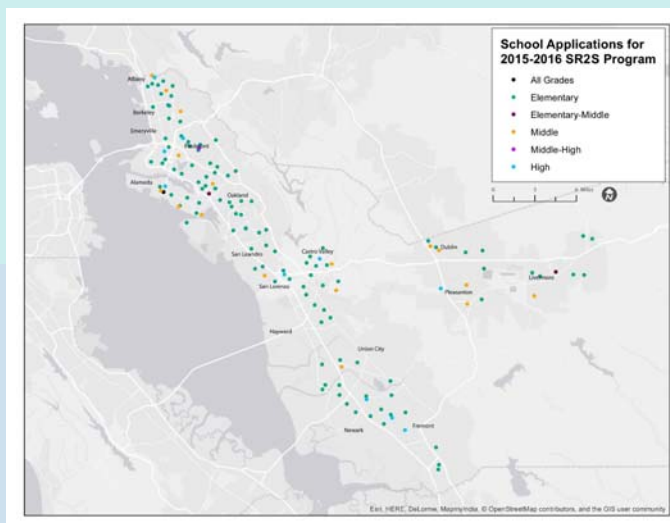 School Applications for
2015-2016 SR2S Program
All Grades
Elementary
Elementary-Middle
Middle
Middle-High
High
Miles
N
Albany
Berkeley
Emeryville
Piedmont
Alameda
Oakland
San Leandro
Castro Valley
Dublin
San Lorenzo
Livermore
Pleasanton
Hayward
Union City
Newark
Fremont
Esri, HERE, DeLorme, MapmyIndia, © OpenStreetMap contributors, and the GIS user community